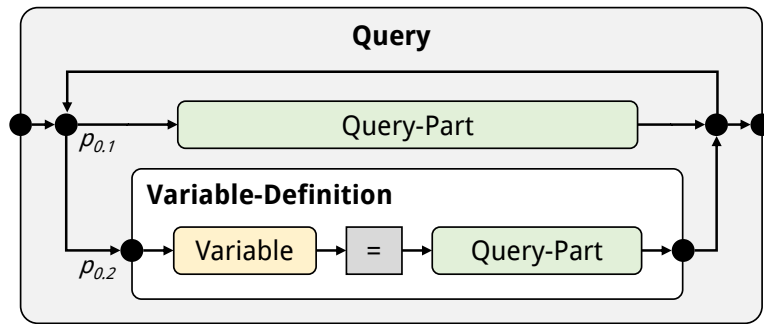 Query
Query-Part
p0.1
Variable-Definition
Variable = Query-Part
p0.2